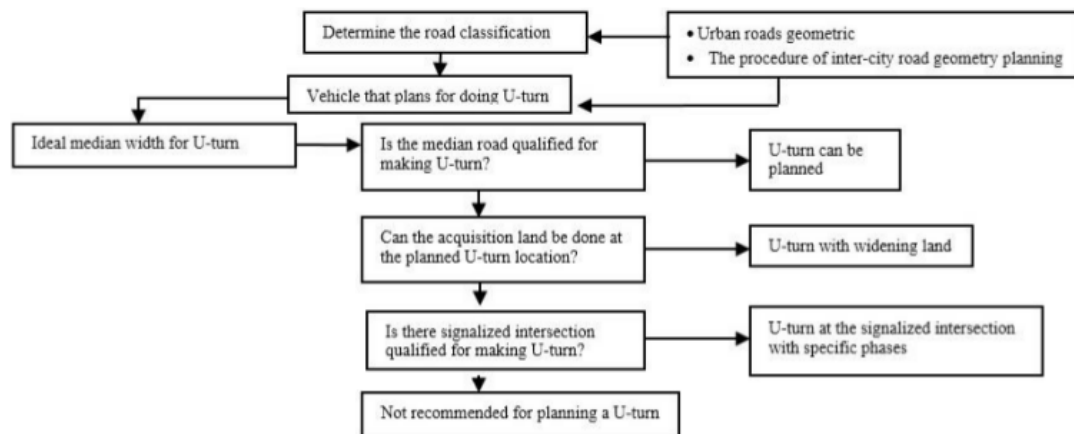 Determine the road classification
• Urban roads geometric
• The procedure of inter-city road geometry planning
Vehicle that plans for doing U-turn
Ideal median width for U-turn
Is the median road qualified for
making U-turn?
U-turn can be
planned
Can the acquisition land be done at
the planned U-turn location?
U-turn with widening land
Is there signalized intersection
qualified for making U-turn?
U-turn at the signalized intersection
with specific phases
Not recommended for planning a U-turn